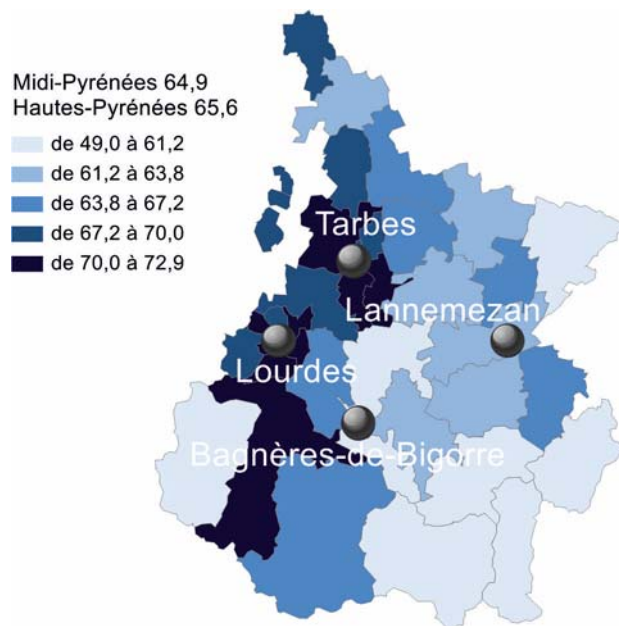 Midi-Pyrénées 64,9
Hautes-Pyrénées 65,6
de 49,0 à 61,2
de 61,2 à 63,8
de 63,8 à 67,2
de 67,2 à 70,0
de 70,0 à 72,9
Tarbes
Lannemezan
Lourdes
Bagnères-de-Bigorre